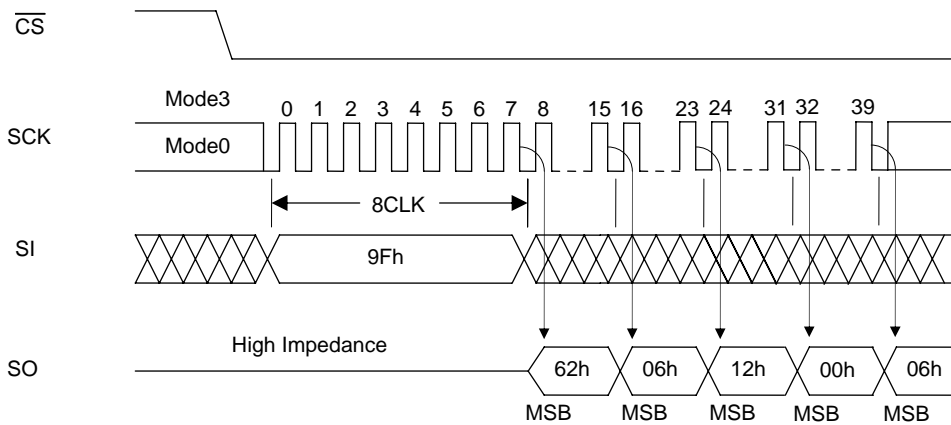 CS
Mode3
0 1 2 3 4 5 6 7 8 15 16 23 24 31 32 39
SCK
Mode0
8CLK
SI
9Fh
High Impedance
SO
62h 06h 12h 00h 06h
MSB MSB MSB MSB MSB